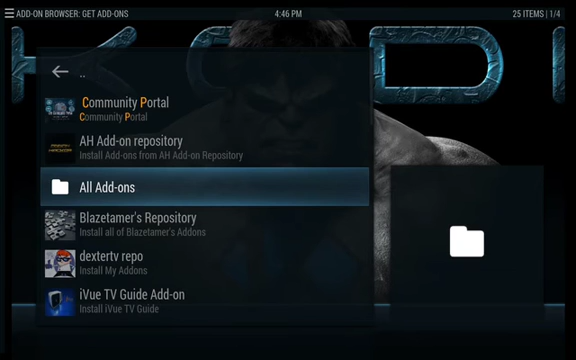 ADD-ON BROWSER: GET ADD-ONS
4:46 PM
25 ITEMS | 1/4
KODI
..
Community Portal
Community Portal
AH Add-on repository
Install Add-ons from AH Add-on Repository
All Add-ons
Blazetamer's Repository
Install all of Blazetamer's Addons
dextertv repo
Install My Addons
iVue TV Guide Add-on
Install iVue TV Guide